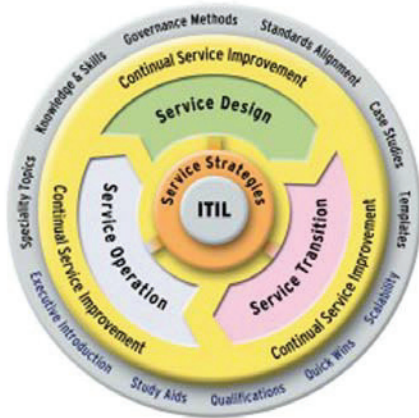 Governance Methods
Standards Alignment
Case Studies
Templates
Scalability
Quick Wins
Qualifications
Study Aids
Executive Introduction
Speciality Topics
Knowledge & Skills
Continual Service Improvement
Continual Service Improvement
Continual Service Improvement
Service Design
Service Transition
Service Operation
Service Strategies
ITIL